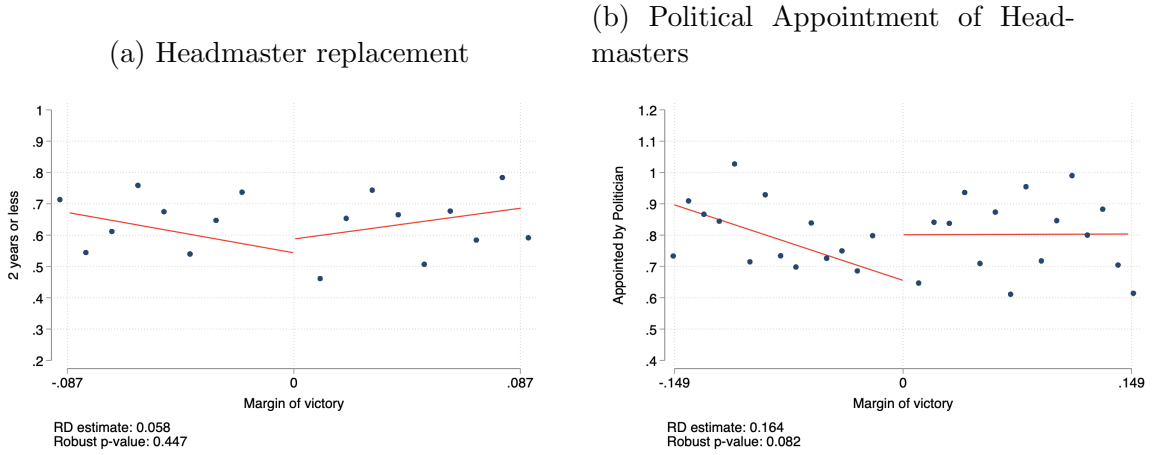 (a) Headmaster replacement
1
.9
.8
.7
.6
.5
.4
.3
.2
2 years or less
-.087
0
.087
Margin of victory
RD estimate: 0.058
Robust p-value: 0.447
(b) Political Appointment of Head-
masters
1.2
1.1
1
.9
.8
.7
.6
.5
.4
Appointed by Politician
-.149
0
.149
Margin of victory
RD estimate: 0.164
Robust p-value: 0.082